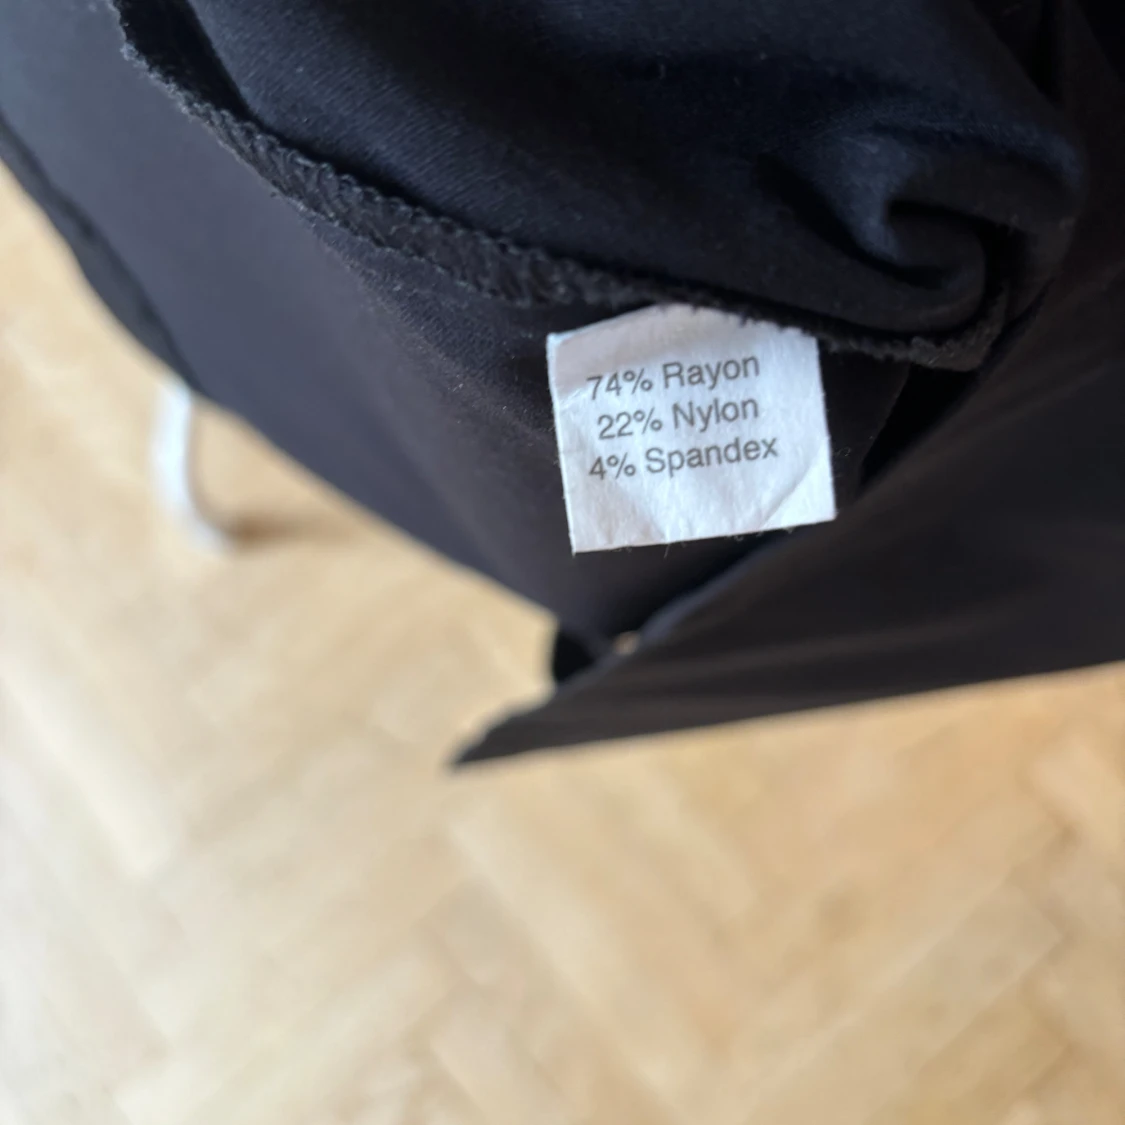 74% Rayon
22% Nylon
4% Spandex